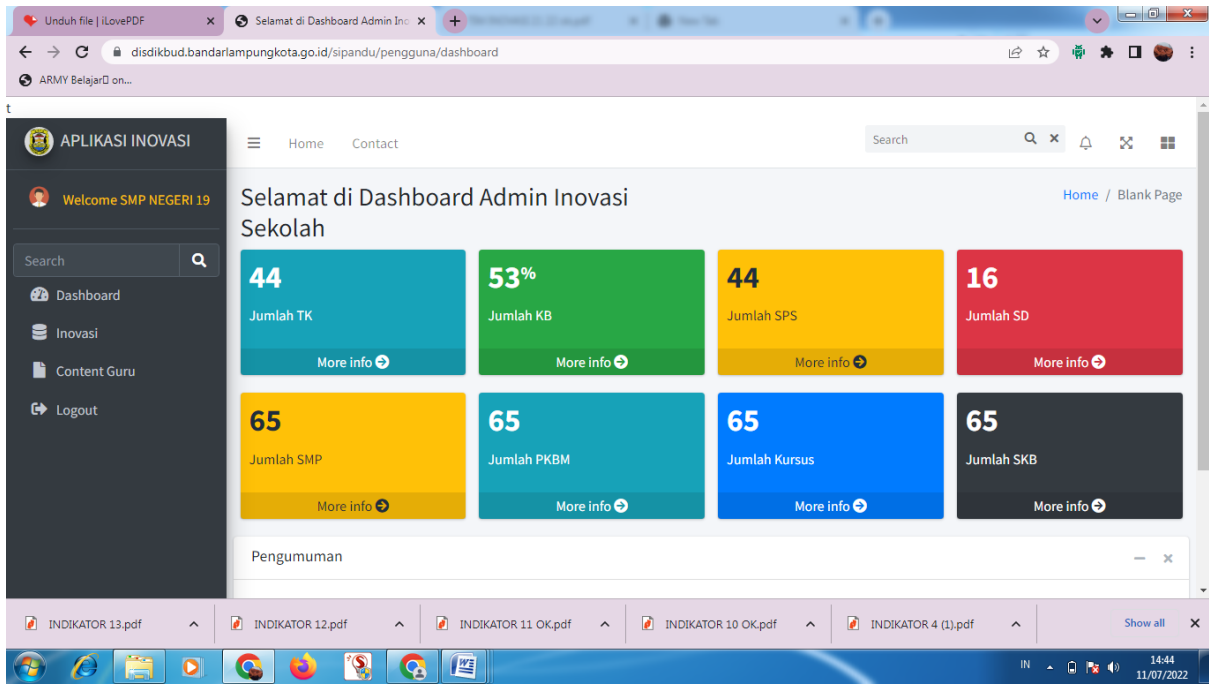 Unduh file | iLovePDF
Selamat di Dashboard Admin Ino
disdikbud.bandarlampungkota.go.id/sipandu/pengguna/dashboard
ARMY Belajar on...
t
APLIKASI INOVASI
Home Contact
Search
Welcome SMP NEGERI 19
Selamat di Dashboard Admin Inovasi
Sekolah
Home / Blank Page
Search
Dashboard
Inovasi
Content Guru
Logout
44
Jumlah TK
More info
53%
Jumlah KB
More info
44
Jumlah SPS
More info
16
Jumlah SD
More info
65
Jumlah SMP
More info
65
Jumlah PKBM
More info
65
Jumlah Kursus
More info
65
Jumlah SKB
More info
Pengumuman
INDIKATOR 13.pdf
INDIKATOR 12.pdf
INDIKATOR 11 OK.pdf
INDIKATOR 10 OK.pdf
INDIKATOR 4 (1).pdf
Show all
IN
14:44
11/07/2022